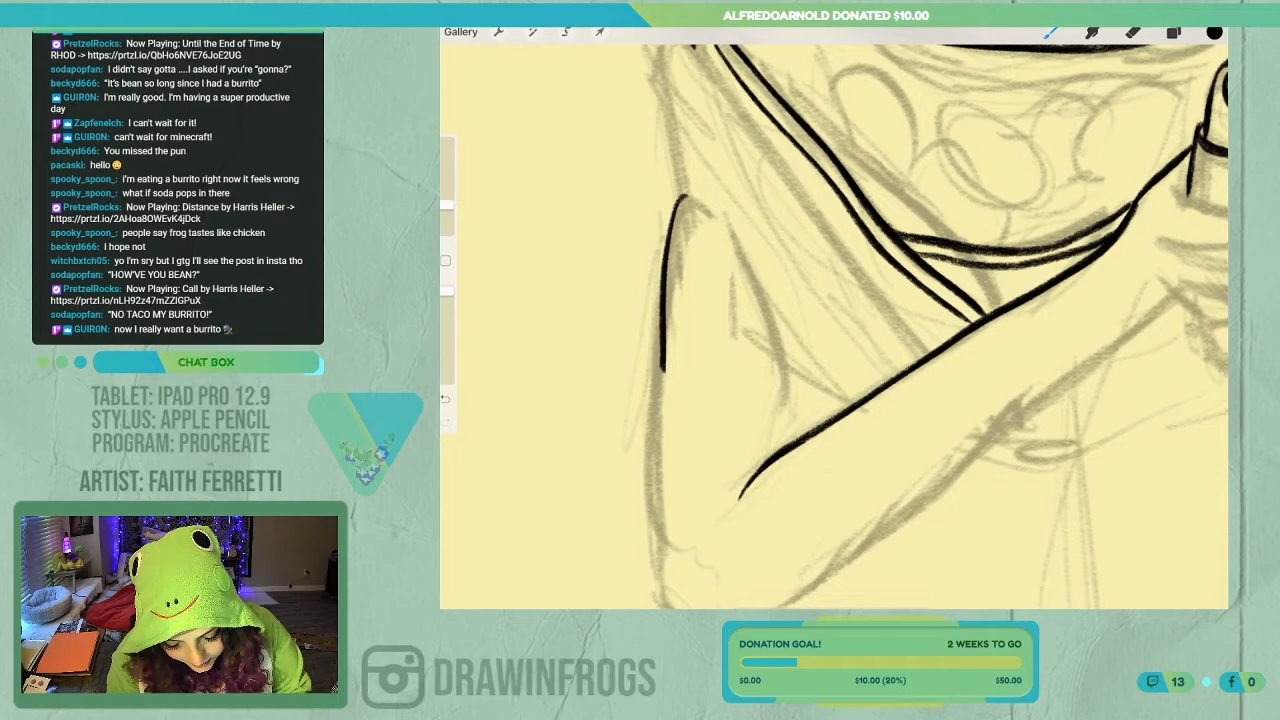 ALFREDOARNOLD DONATED $10.00
PretzelRocks: Now Playing: Until the End of Time by
RHOD -> https://prtzl.io/QbHo6NVE76JoE2UG
sodapopfan: I didn't say gotta ....I asked if you're "gonna?"
beckyd666: "It's bean so long since I had a burrito"
GUIR0N: I'm really good. I'm having a super productive
day
Zapfenelch: I can't wait for it!
GUIR0N: can't wait for minecraft!
beckyd666: You missed the pun
pacaski: hello
spooky_spoon_: i'm eating a burrito right now it feels wrong
spooky_spoon_: what if soda pops in there
PretzelRocks: Now Playing: Distance by Harris Heller ->
https://prtzl.io/2AHoa8OWEvK4jDck
spooky_spoon_: people say frog tastes like chicken
beckyd666: I hope not
witchbxtch05: yo I'm sry but I gtg I'll see the post in insta tho
sodapopfan: "HOW'VE YOU BEAN?"
PretzelRocks: Now Playing: Call by Harris Heller ->
https://prtzl.io/nLH92z47mZZlGPuX
sodapopfan: "NO TACO MY BURRITO!"
GUIR0N: now I really want a burrito
CHAT BOX
TABLET: IPAD PRO 12.9
STYLUS: APPLE PENCIL
PROGRAM: PROCREATE
ARTIST: FAITH FERRETTI
Gallery
DRAWINFROGS
DONATION GOAL! 2 WEEKS TO GO
$0.00 $10.00 (20%) $50.00
13 0